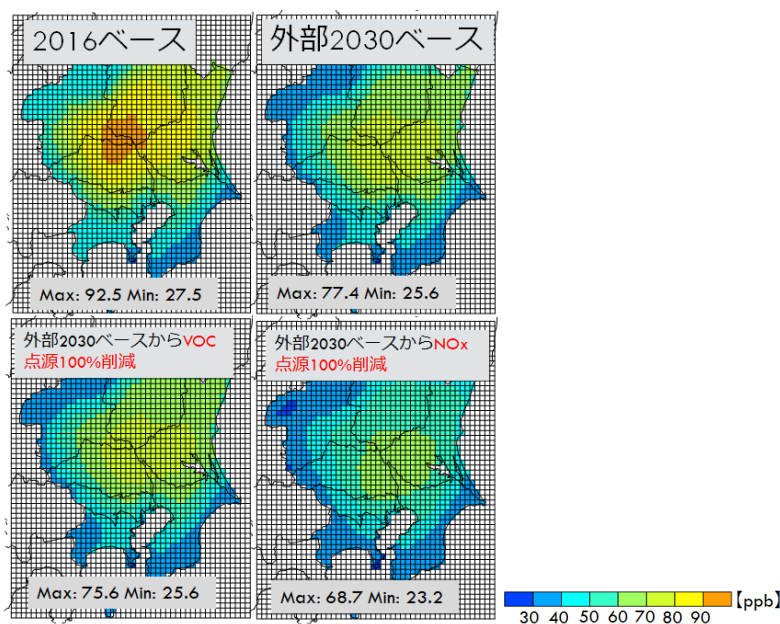 2016ベース
外部2030ベース
Max: 92.5 Min: 27.5
Max: 77.4 Min: 25.6
外部2030ベースからVOC
点源100%削減
外部2030ベースからNOx
点源100%削減
Max: 75.6 Min: 25.6
Max: 68.7 Min: 23.2
30 40 50 60 70 80 90
【ppb】